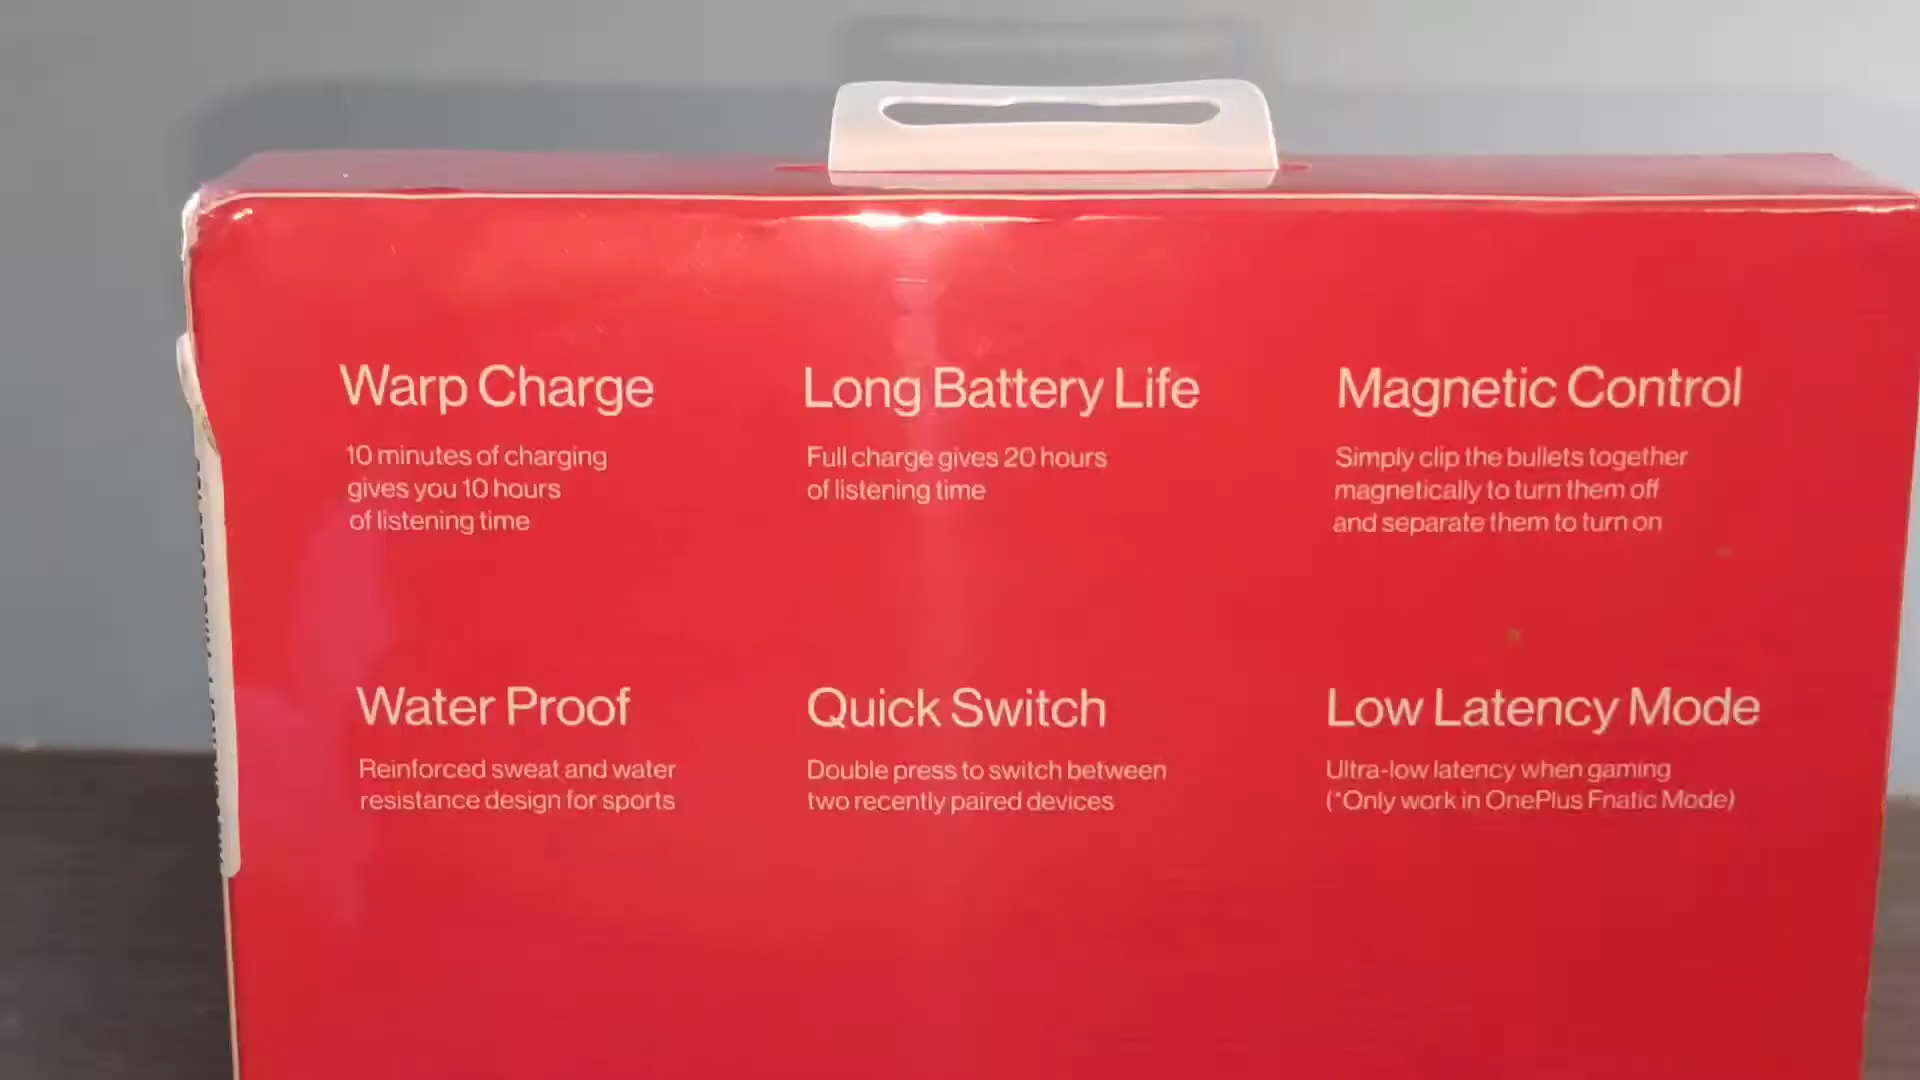 Warp Charge
10 minutes of charging
gives you 10 hours
of listening time
Long Battery Life
Full charge gives 20 hours
of listening time
Magnetic Control
Simply clip the bullets together
magnetically to turn them off
and separate them to turn on
Water Proof
Reinforced sweat and water
resistance design for sports
Quick Switch
Double press to switch between
two recently paired devices
Low Latency Mode
Ultra-low latency when gaming
(*Only work in OnePlus Fnatic Mode)